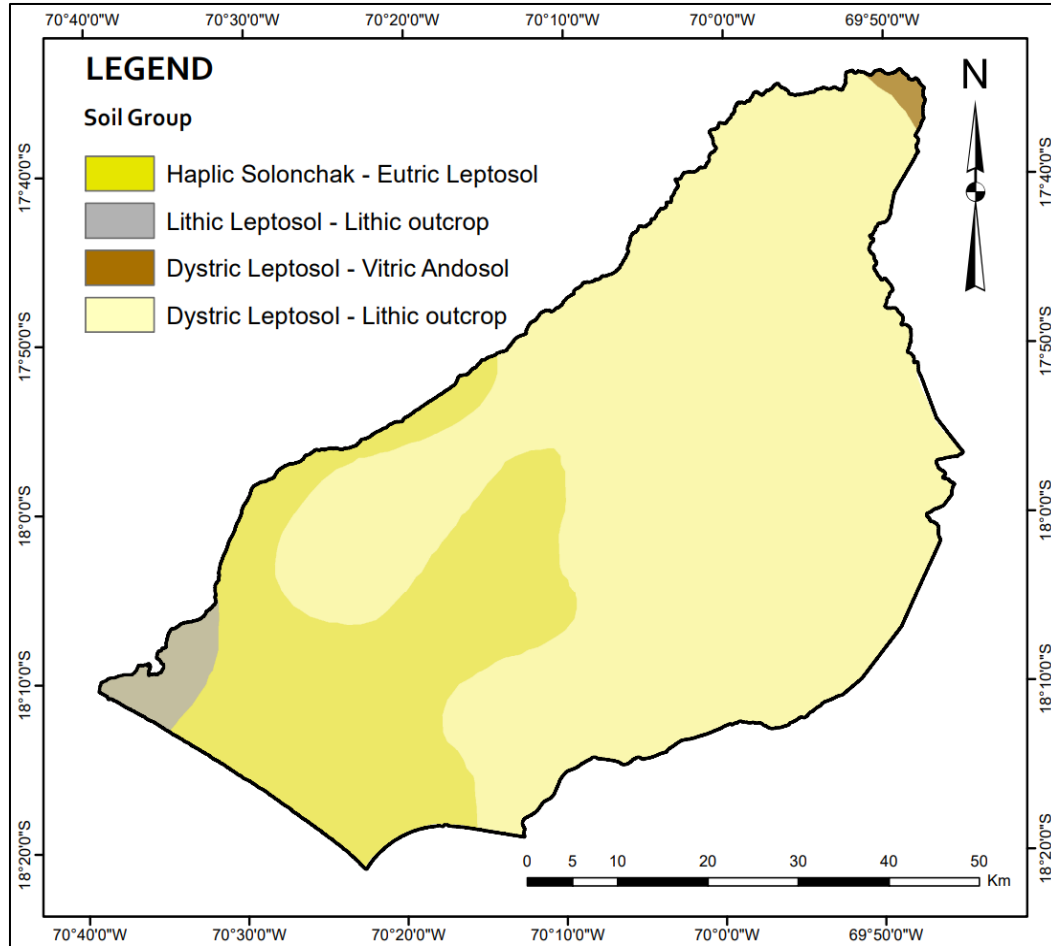 70°40'0"W 70°30'0"W 70°20'0"W 70°10'0"W 70°0'0"W 69°50'0"W
LEGEND
Soil Group
Haplic Solonchak - Eutric Leptosol
Lithic Leptosol - Lithic outcrop
Dystric Leptosol - Vitric Andosol
Dystric Leptosol - Lithic outcrop
N
17°40'0"S 17°40'0"S
17°50'0"S 17°50'0"S
18°0'0"S 18°0'0"S
18°10'0"S 18°10'0"S
18°20'0"S 18°20'0"S
0 5 10 20 30 40 50
Km
70°40'0"W 70°30'0"W 70°20'0"W 70°10'0"W 70°0'0"W 69°50'0"W